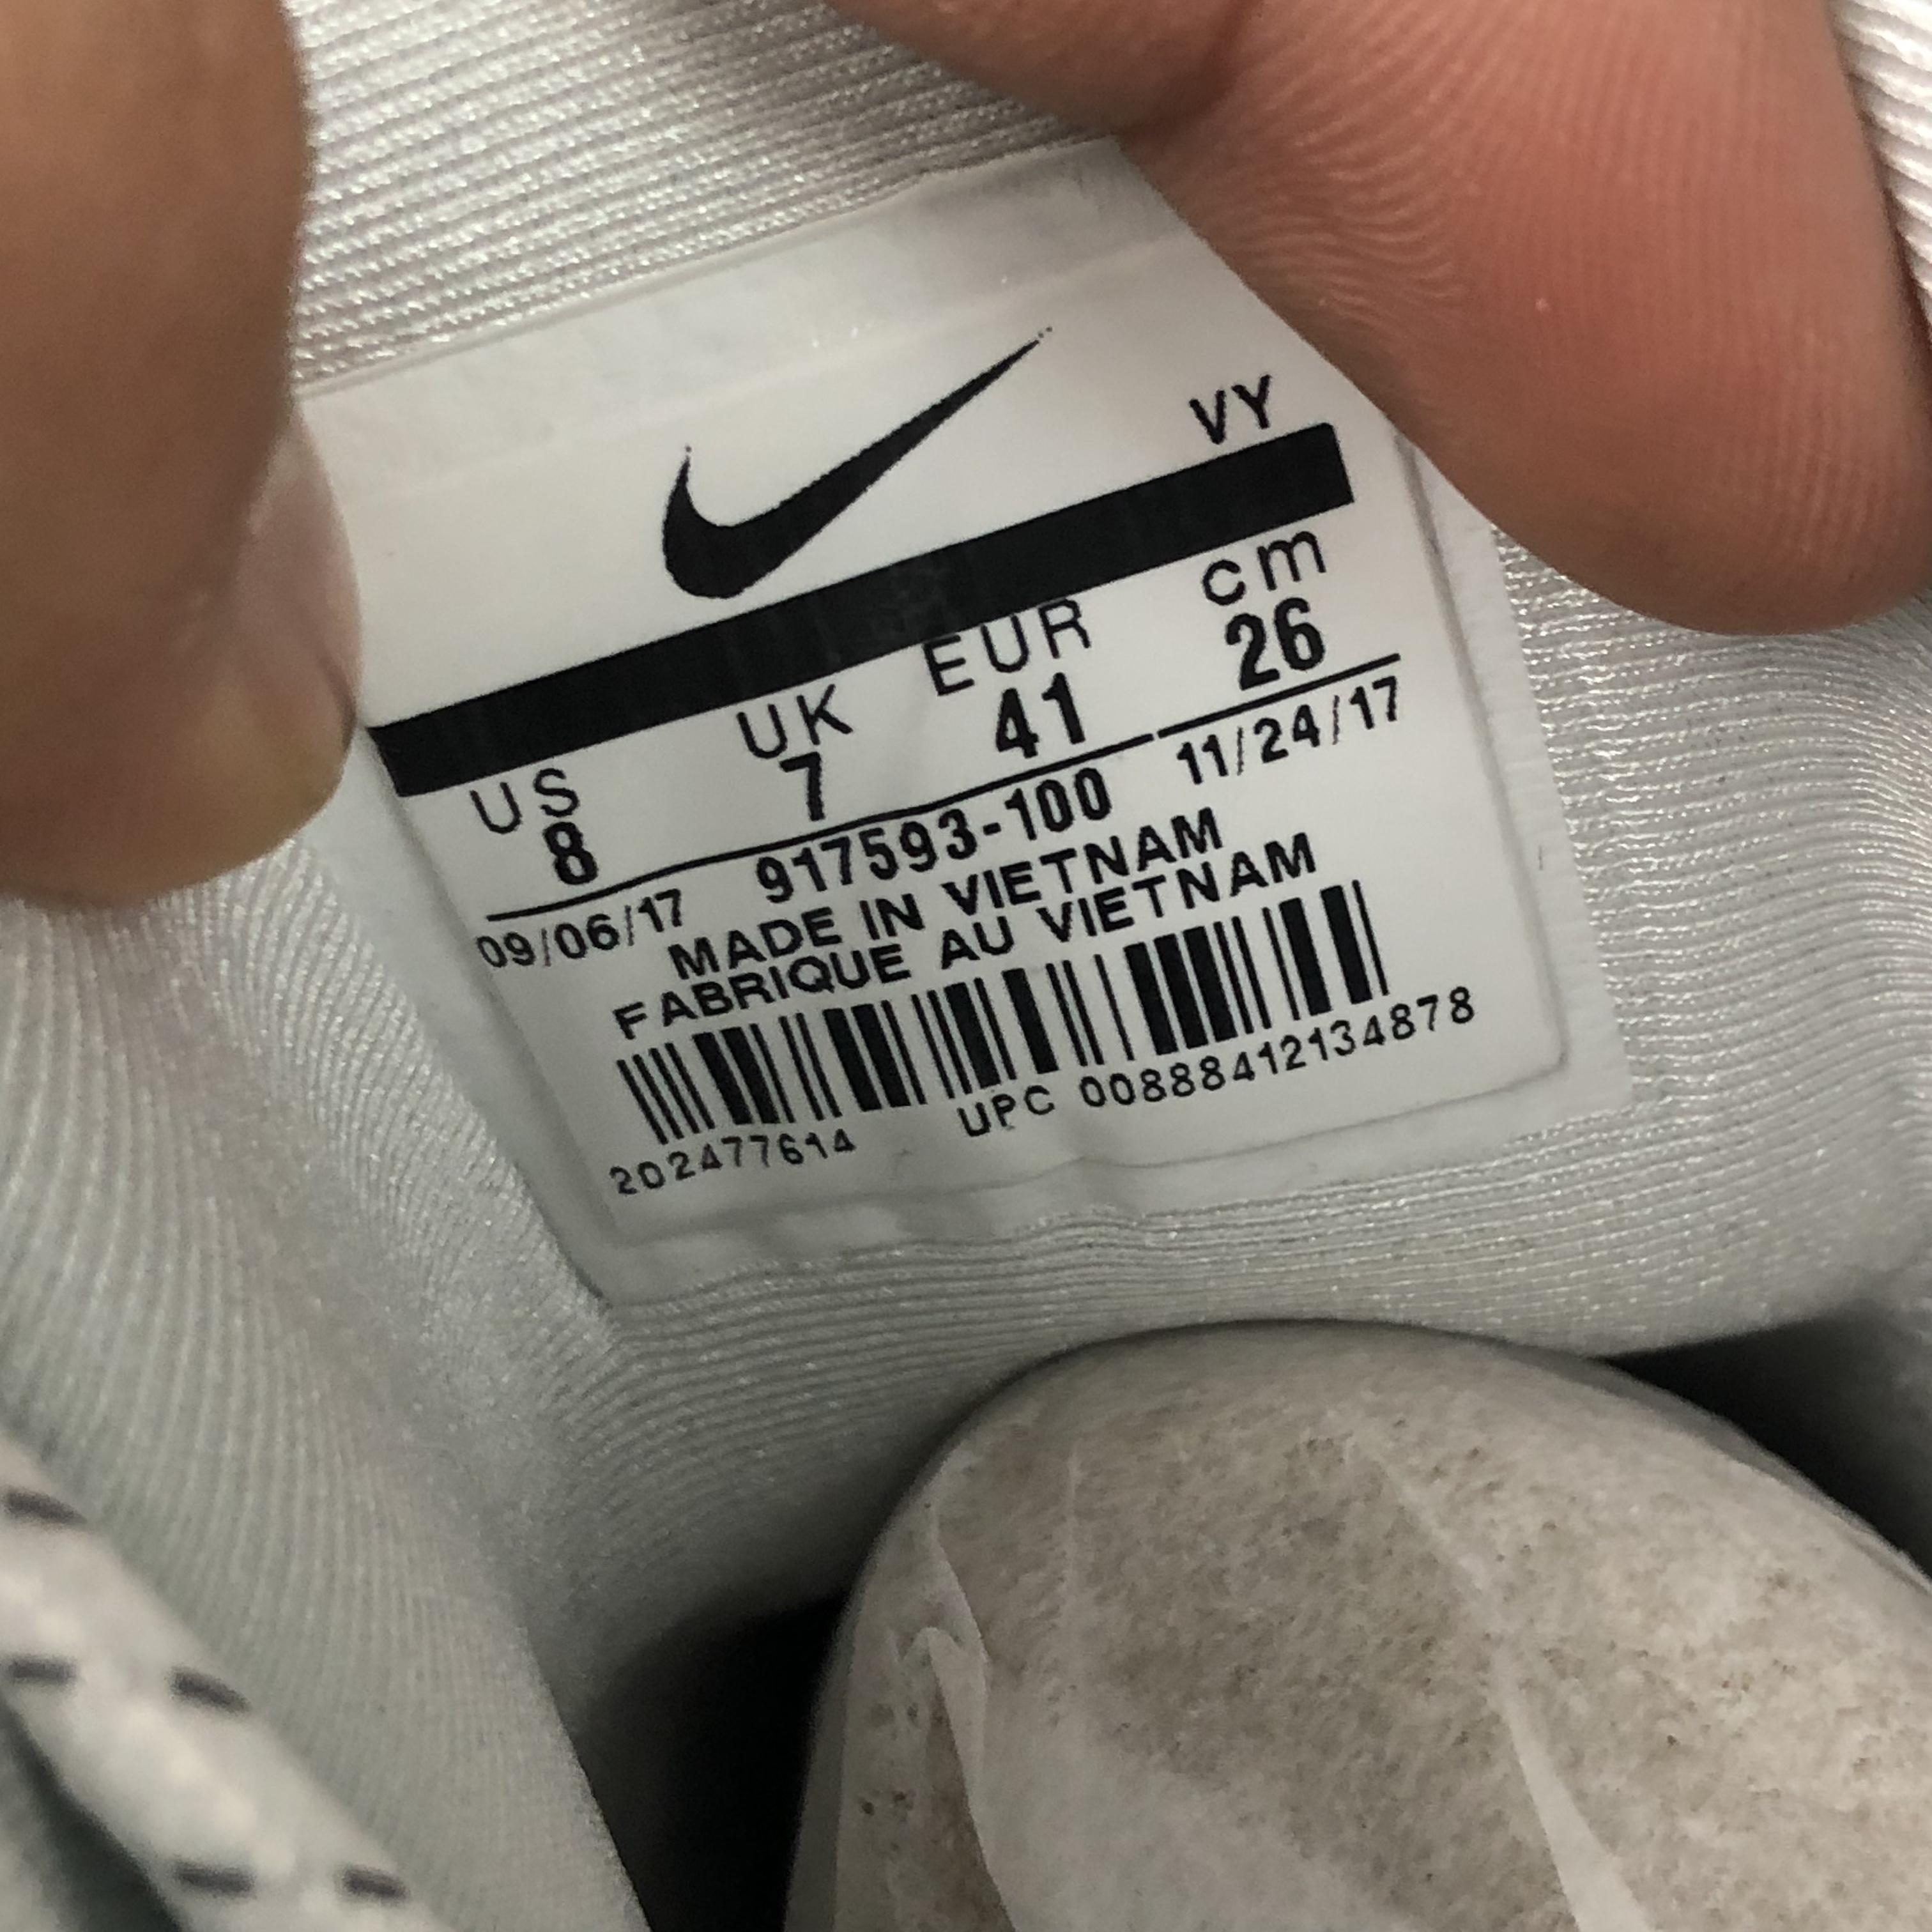 VY
US UK EUR cm
8 7 41 26
09/06/17 917593-100 11/24/17
MADE IN VIETNAM
FABRIQUE AU VIETNAM
202477614 UPC 00888412134878